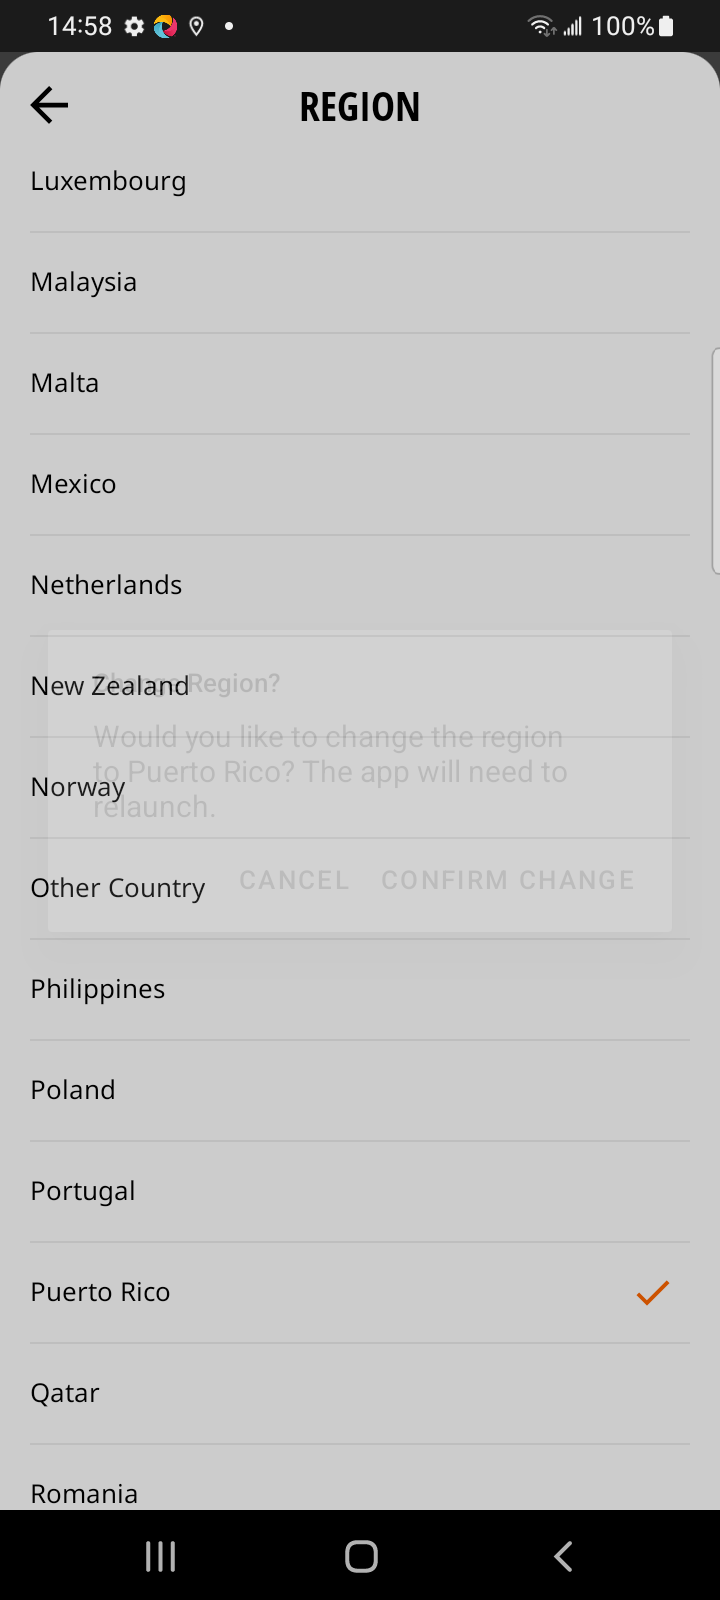 14:58
100%
REGION
Luxembourg
Malaysia
Malta
Mexico
Netherlands
New Zealand
Change Region?
Would you like to change the region
to Puerto Rico? The app will need to
relaunch.
Norway
Other Country
CANCEL CONFIRM CHANGE
Philippines
Poland
Portugal
Puerto Rico
Qatar
Romania